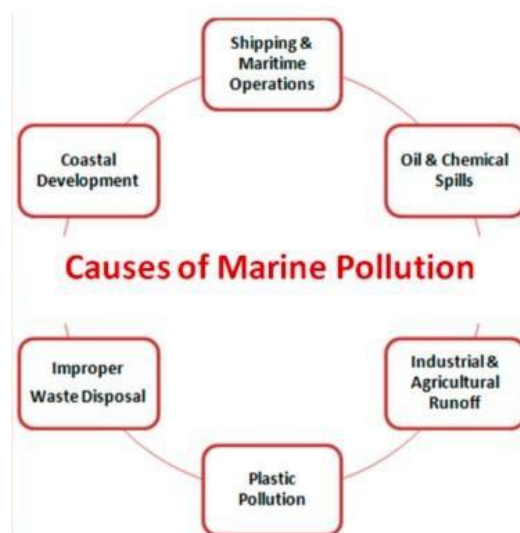 Shipping &
Maritime
Operations
Coastal
Development
Oil & Chemical
Spills
Causes of Marine Pollution
Improper
Waste Disposal
Industrial &
Agricultural
Runoff
Plastic
Pollution